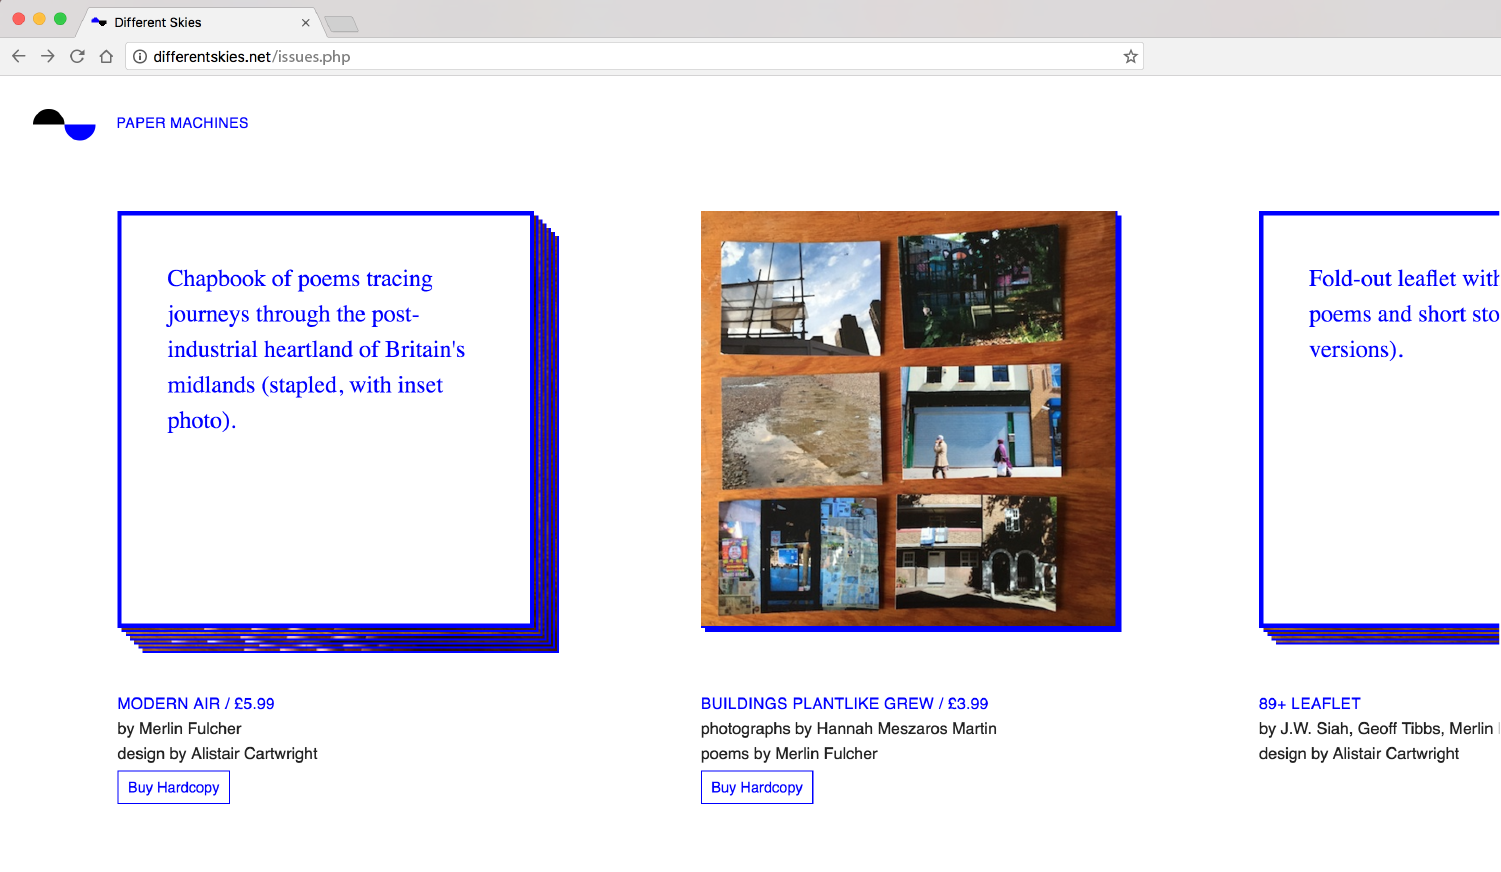 Different Skies
differentskies.net/issues.php
PAPER MACHINES
Chapbook of poems tracing
journeys through the post-
industrial heartland of Britain's
midlands (stapled, with inset
photo).
MODERN AIR / £5.99
by Merlin Fulcher
design by Alistair Cartwright
Buy Hardcopy
BUILDINGS PLANTLIKE GREW / £3.99
photographs by Hannah Meszaros Martin
poems by Merlin Fulcher
Buy Hardcopy
Fold-out leaflet with
poems and short sto
versions).
89+ LEAFLET
by J.W. Siah, Geoff Tibbs, Merlin
design by Alistair Cartwright